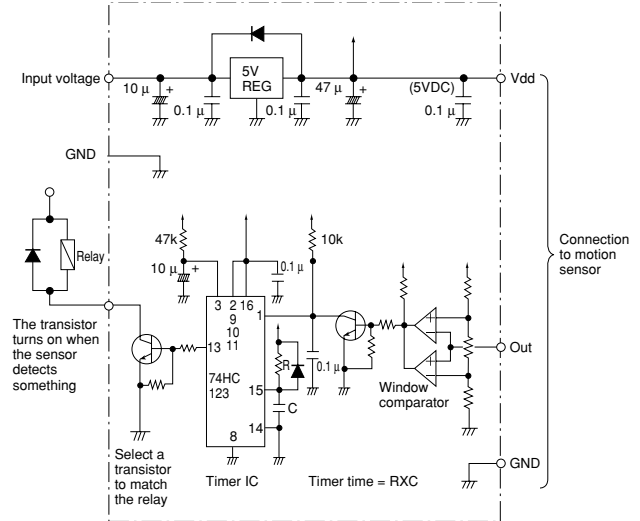 Input voltage
10 μ
+
0.1 μ
5V
REG
0.1 μ
47 μ
+
(5VDC)
0.1 μ
Vdd
GND
Relay
The transistor
turns on when
the sensor
detects
something
47k
10 μ
+
0.1 μ
10k
3
2
16
9
10
11
1
13
74HC
123
15
14
8
R
C
0.1 μ
Window
comparator
Out
Connection
to motion
sensor
GND
Select a
transistor
to match
the relay
Timer IC
Timer time = RXC